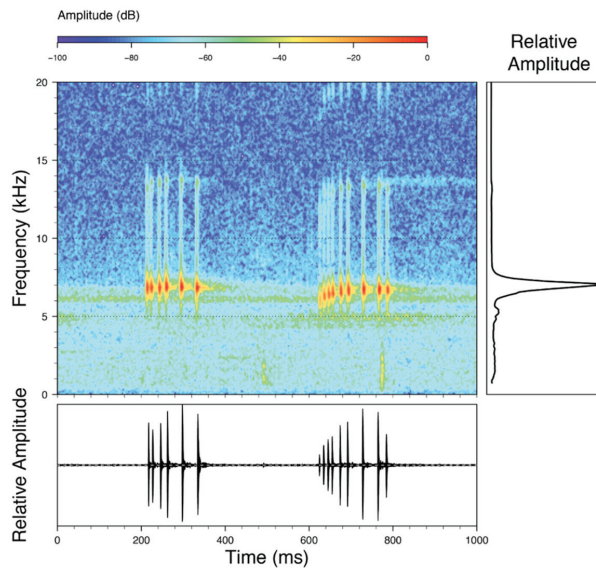 Amplitude (dB)
-100 -80 -60 -40 -20 0
Relative
Amplitude
20
15
10
5
0
Frequency (kHz)
Relative Amplitude
0 200 400 600 800 1000
Time (ms)